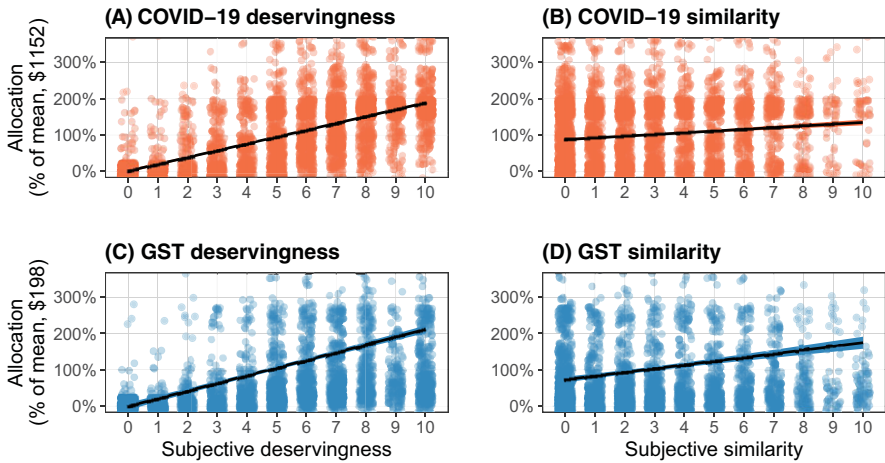 (A) COVID−19 deservingness
(B) COVID−19 similarity
Allocation
(% of mean, $1152)
300%
200%
100%
0%
0 1 2 3 4 5 6 7 8 9 10
300%
200%
100%
0%
0 1 2 3 4 5 6 7 8 9 10
(C) GST deservingness
(D) GST similarity
Allocation
(% of mean, $198)
300%
200%
100%
0%
0 1 2 3 4 5 6 7 8 9 10
Subjective deservingness
300%
200%
100%
0%
0 1 2 3 4 5 6 7 8 9 10
Subjective similarity